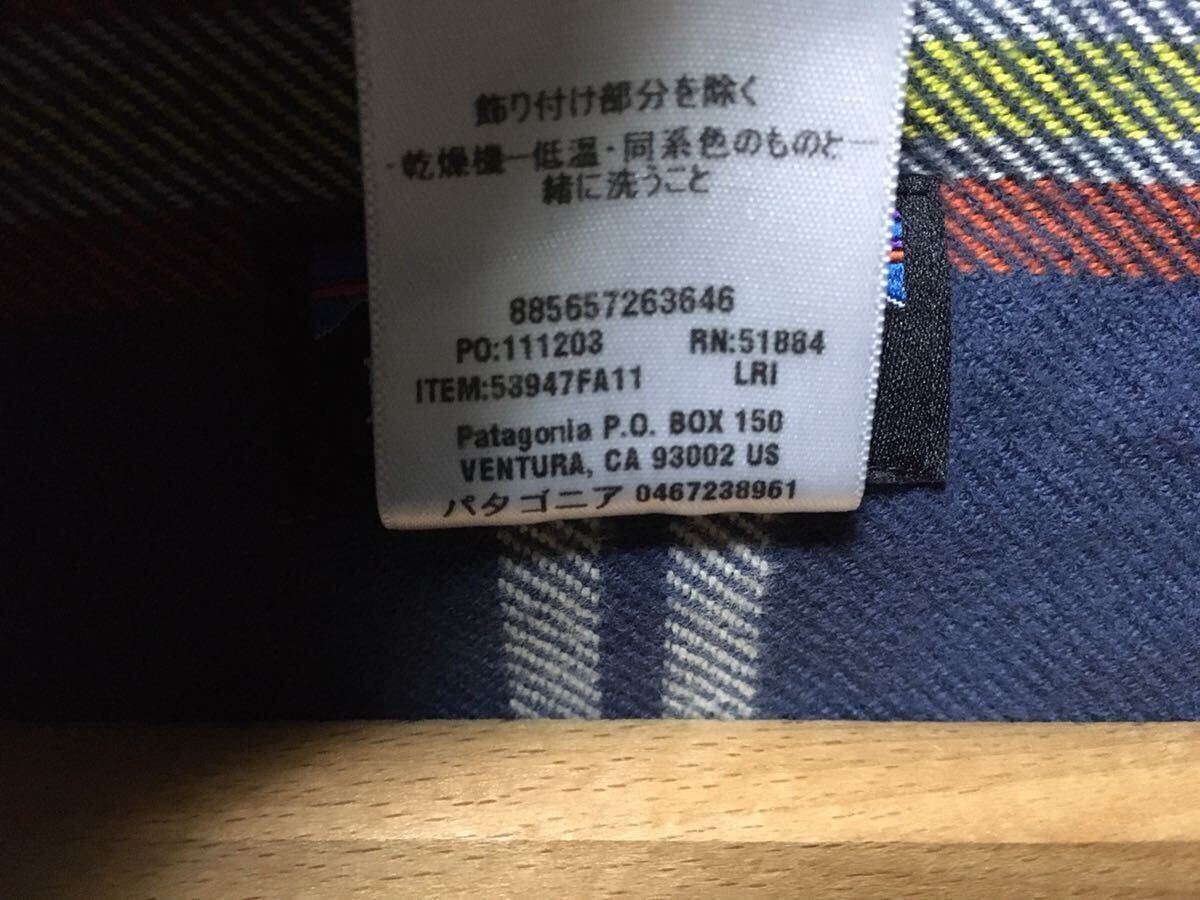 飾り付け部分を除く
乾燥機ー低温・同系色のものと
緒に洗うこと
885657263646
PO:111203 RN:51884
ITEM:53947FA11 LRI
Patagonia P.O. BOX 150
VENTURA, CA 93002 US
パタゴニア 0467238961